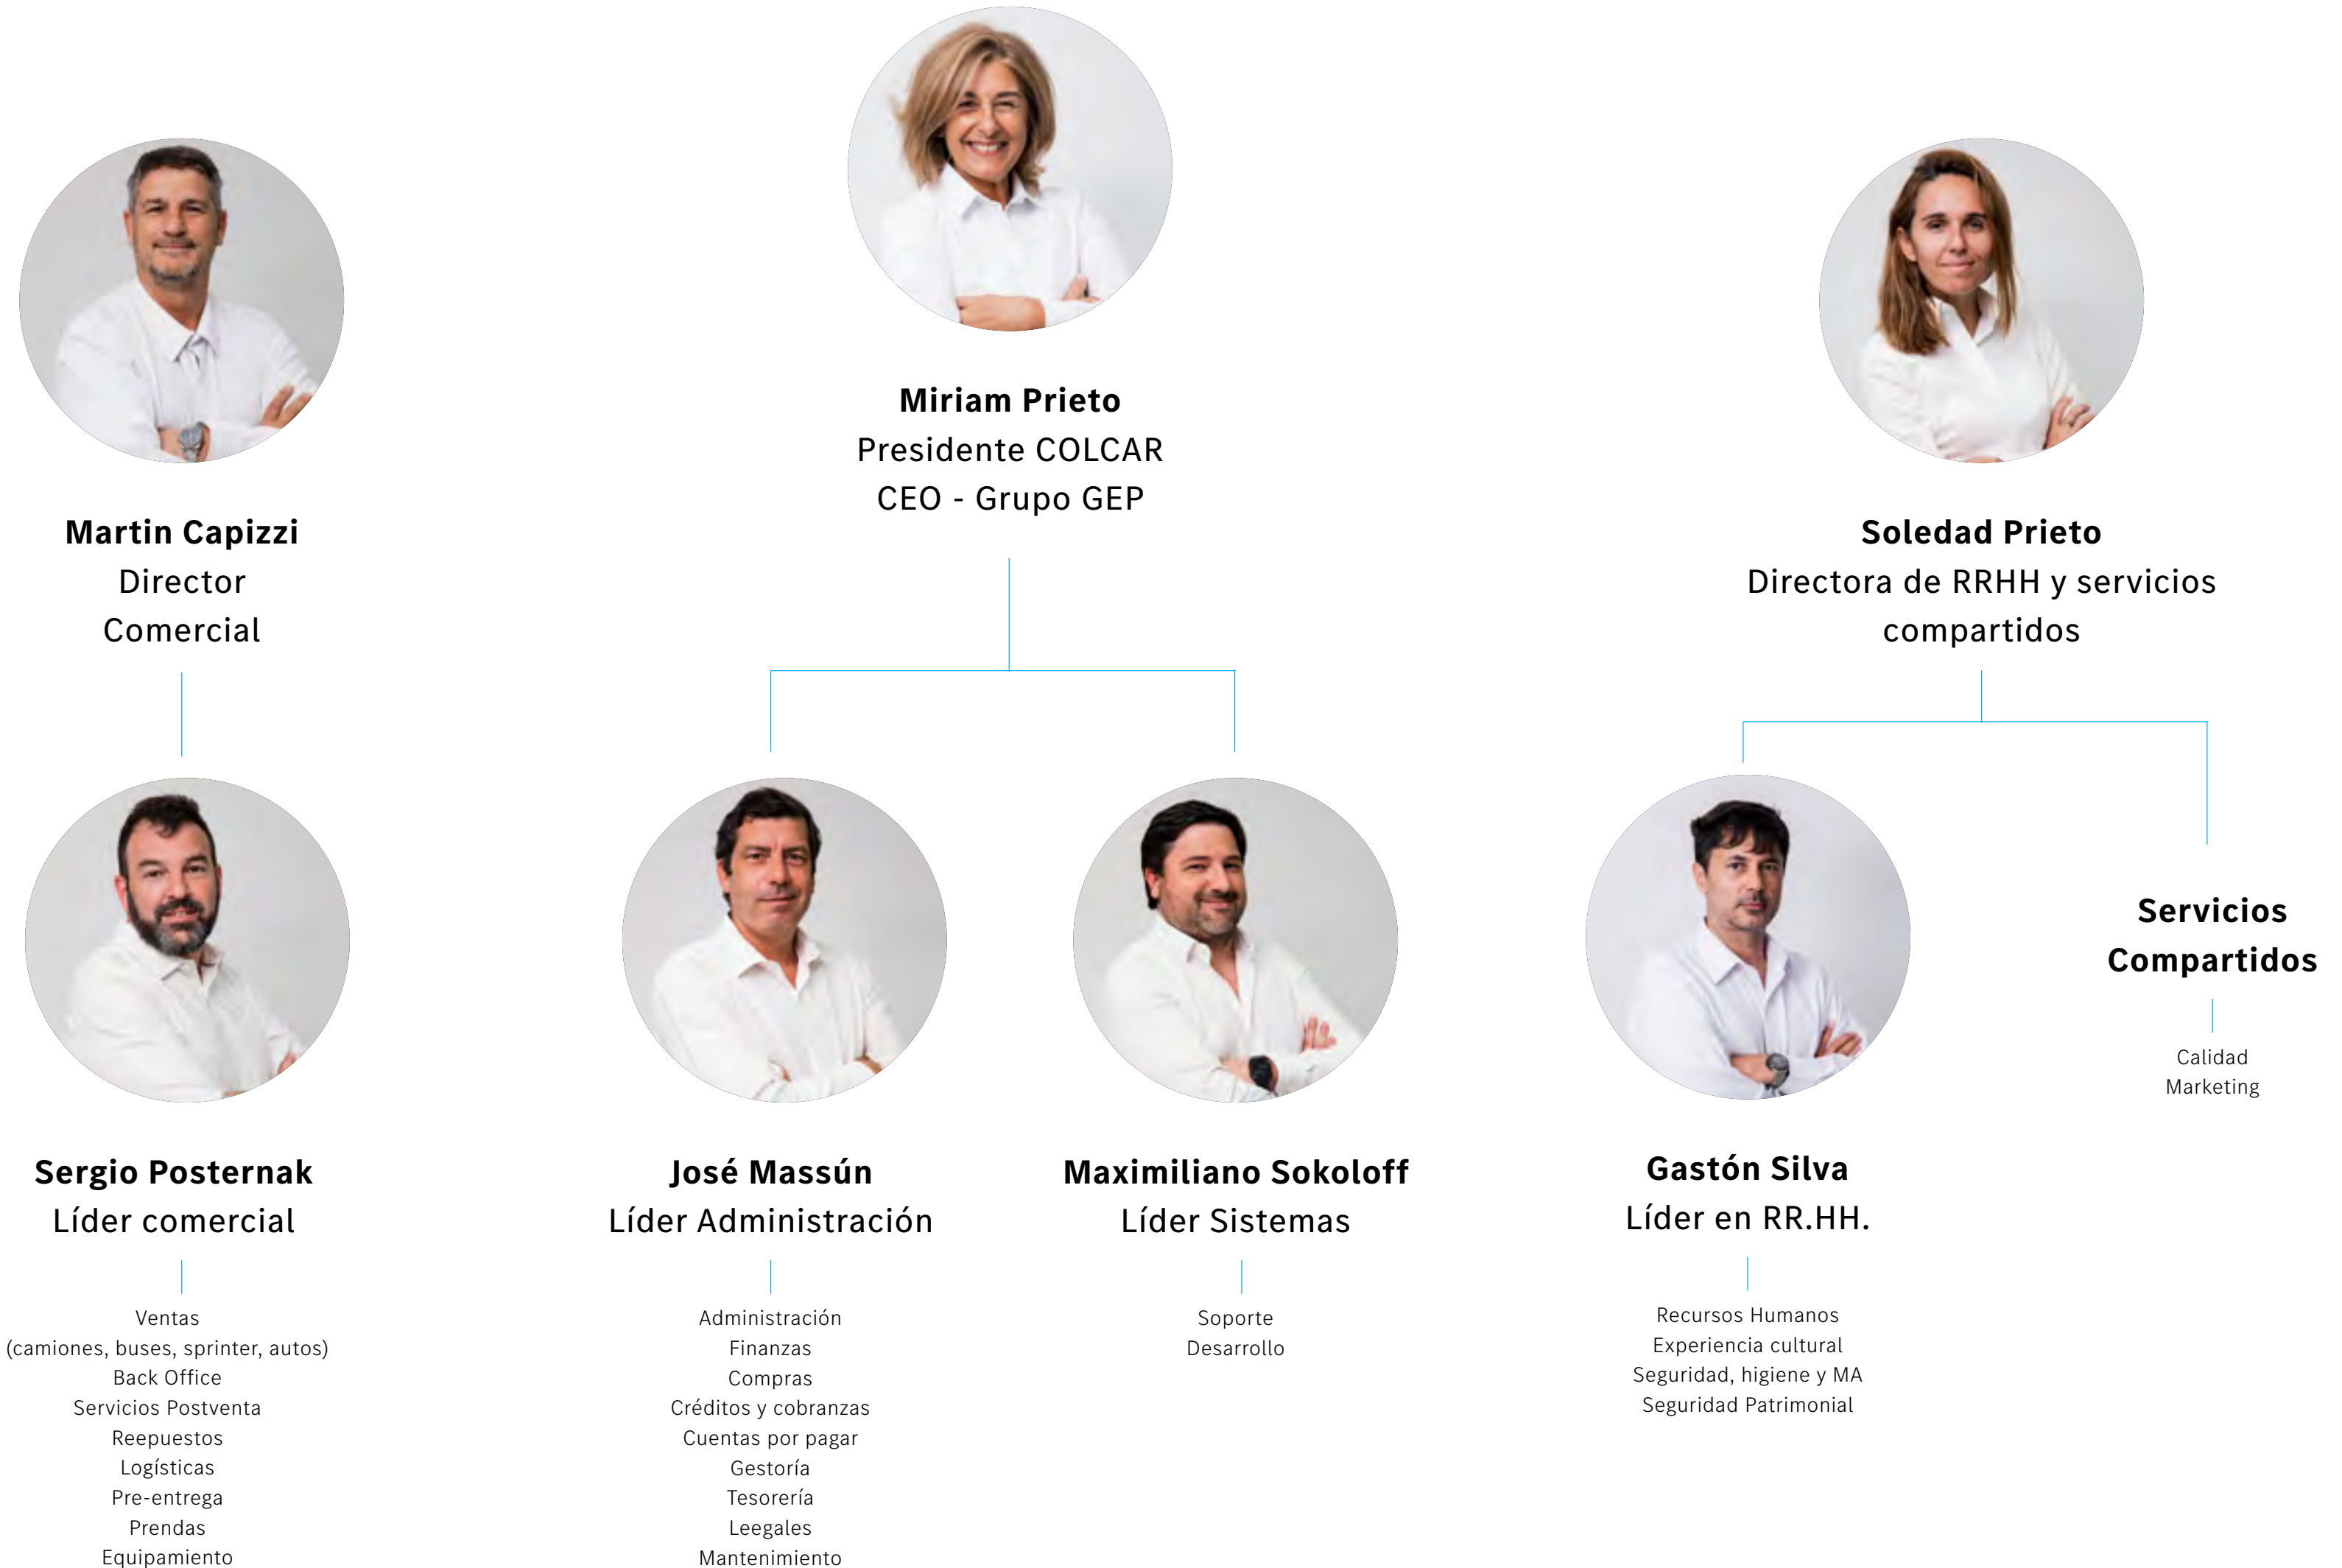 Miriam Prieto
Presidente COLCAR
CEO - Grupo GEP
Martin Capizzi
Director
Comercial
Soledad Prieto
Directora de RRHH y servicios
compartidos
Sergio Posternak
Líder comercial
Ventas
(camiones, buses, sprinter, autos)
Back Office
Servicios Postventa
Reepuestos
Logísticas
Pre-entrega
Prendas
Equipamiento
José Massún
Líder Administración
Administración
Finanzas
Compras
Créditos y cobranzas
Cuentas por pagar
Gestoría
Tesorería
Leegales
Mantenimiento
Maximiliano Sokoloff
Líder Sistemas
Soporte
Desarrollo
Gastón Silva
Líder en RR.HH.
Recursos Humanos
Experiencia cultural
Seguridad, higiene y MA
Seguridad Patrimonial
Servicios
Compartidos
Calidad
Marketing